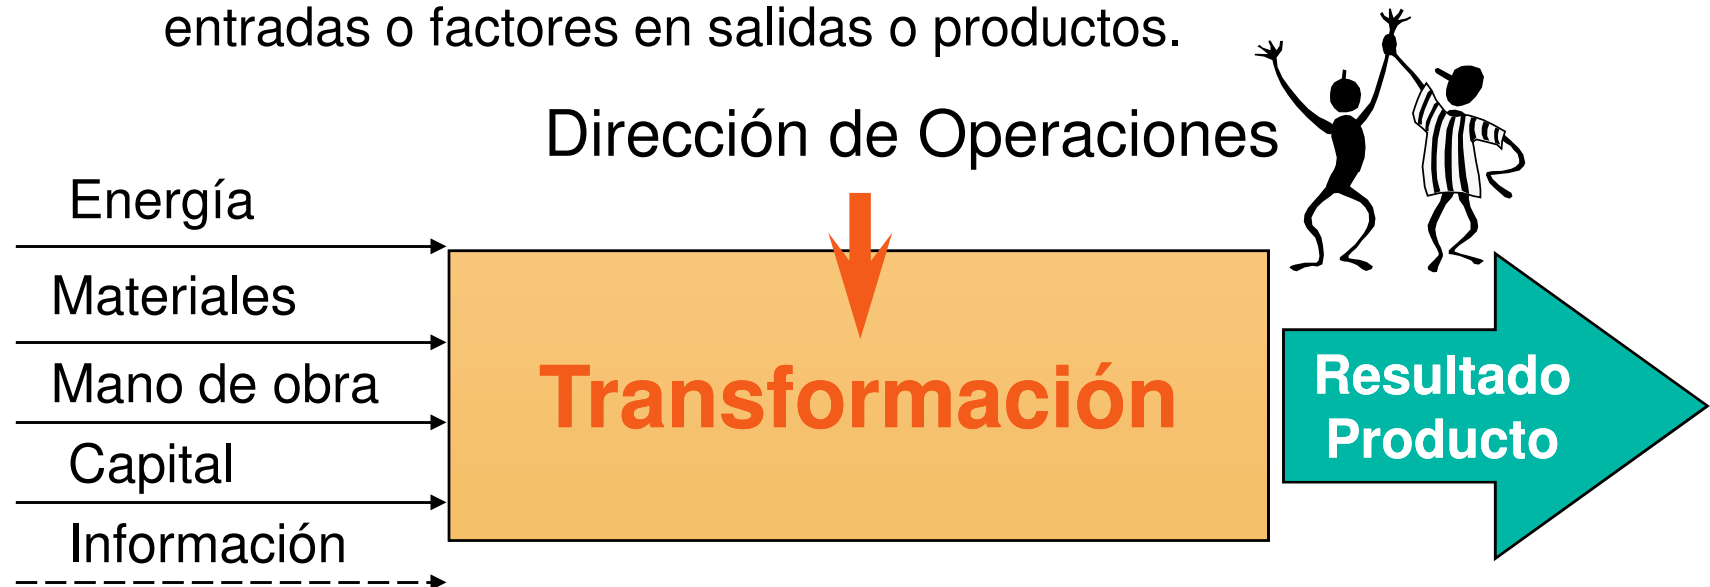 entradas o factores en salidas o productos.
Dirección de Operaciones
Energía
Materiales
Mano de obra
Capital
Información
Transformación
Resultado
Producto